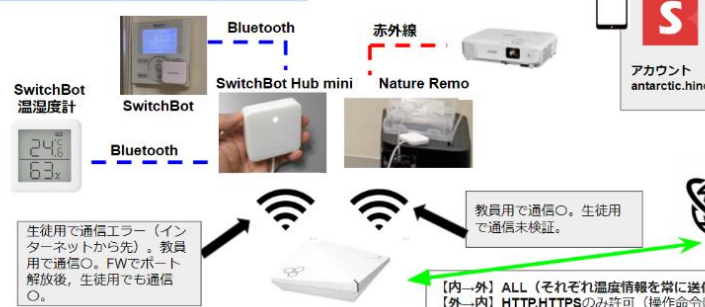 Bluetooth
赤外線
S
アカウント
antarctic.hin
SwitchBot
温湿度計
SwitchBot
SwitchBot Hub mini
Nature Remo
24.6
63%
Bluetooth
生徒用で通信エラー（イン
ターネットから先）。教員
用で通信〇。FWでポート
解放後，生徒用でも通信
〇。
教員用で通信〇。生徒用
で通信未検証。
【内→外】ALL（それぞれ温度情報を常に送
【外→内】HTTP.HTTPSのみ許可（操作命令